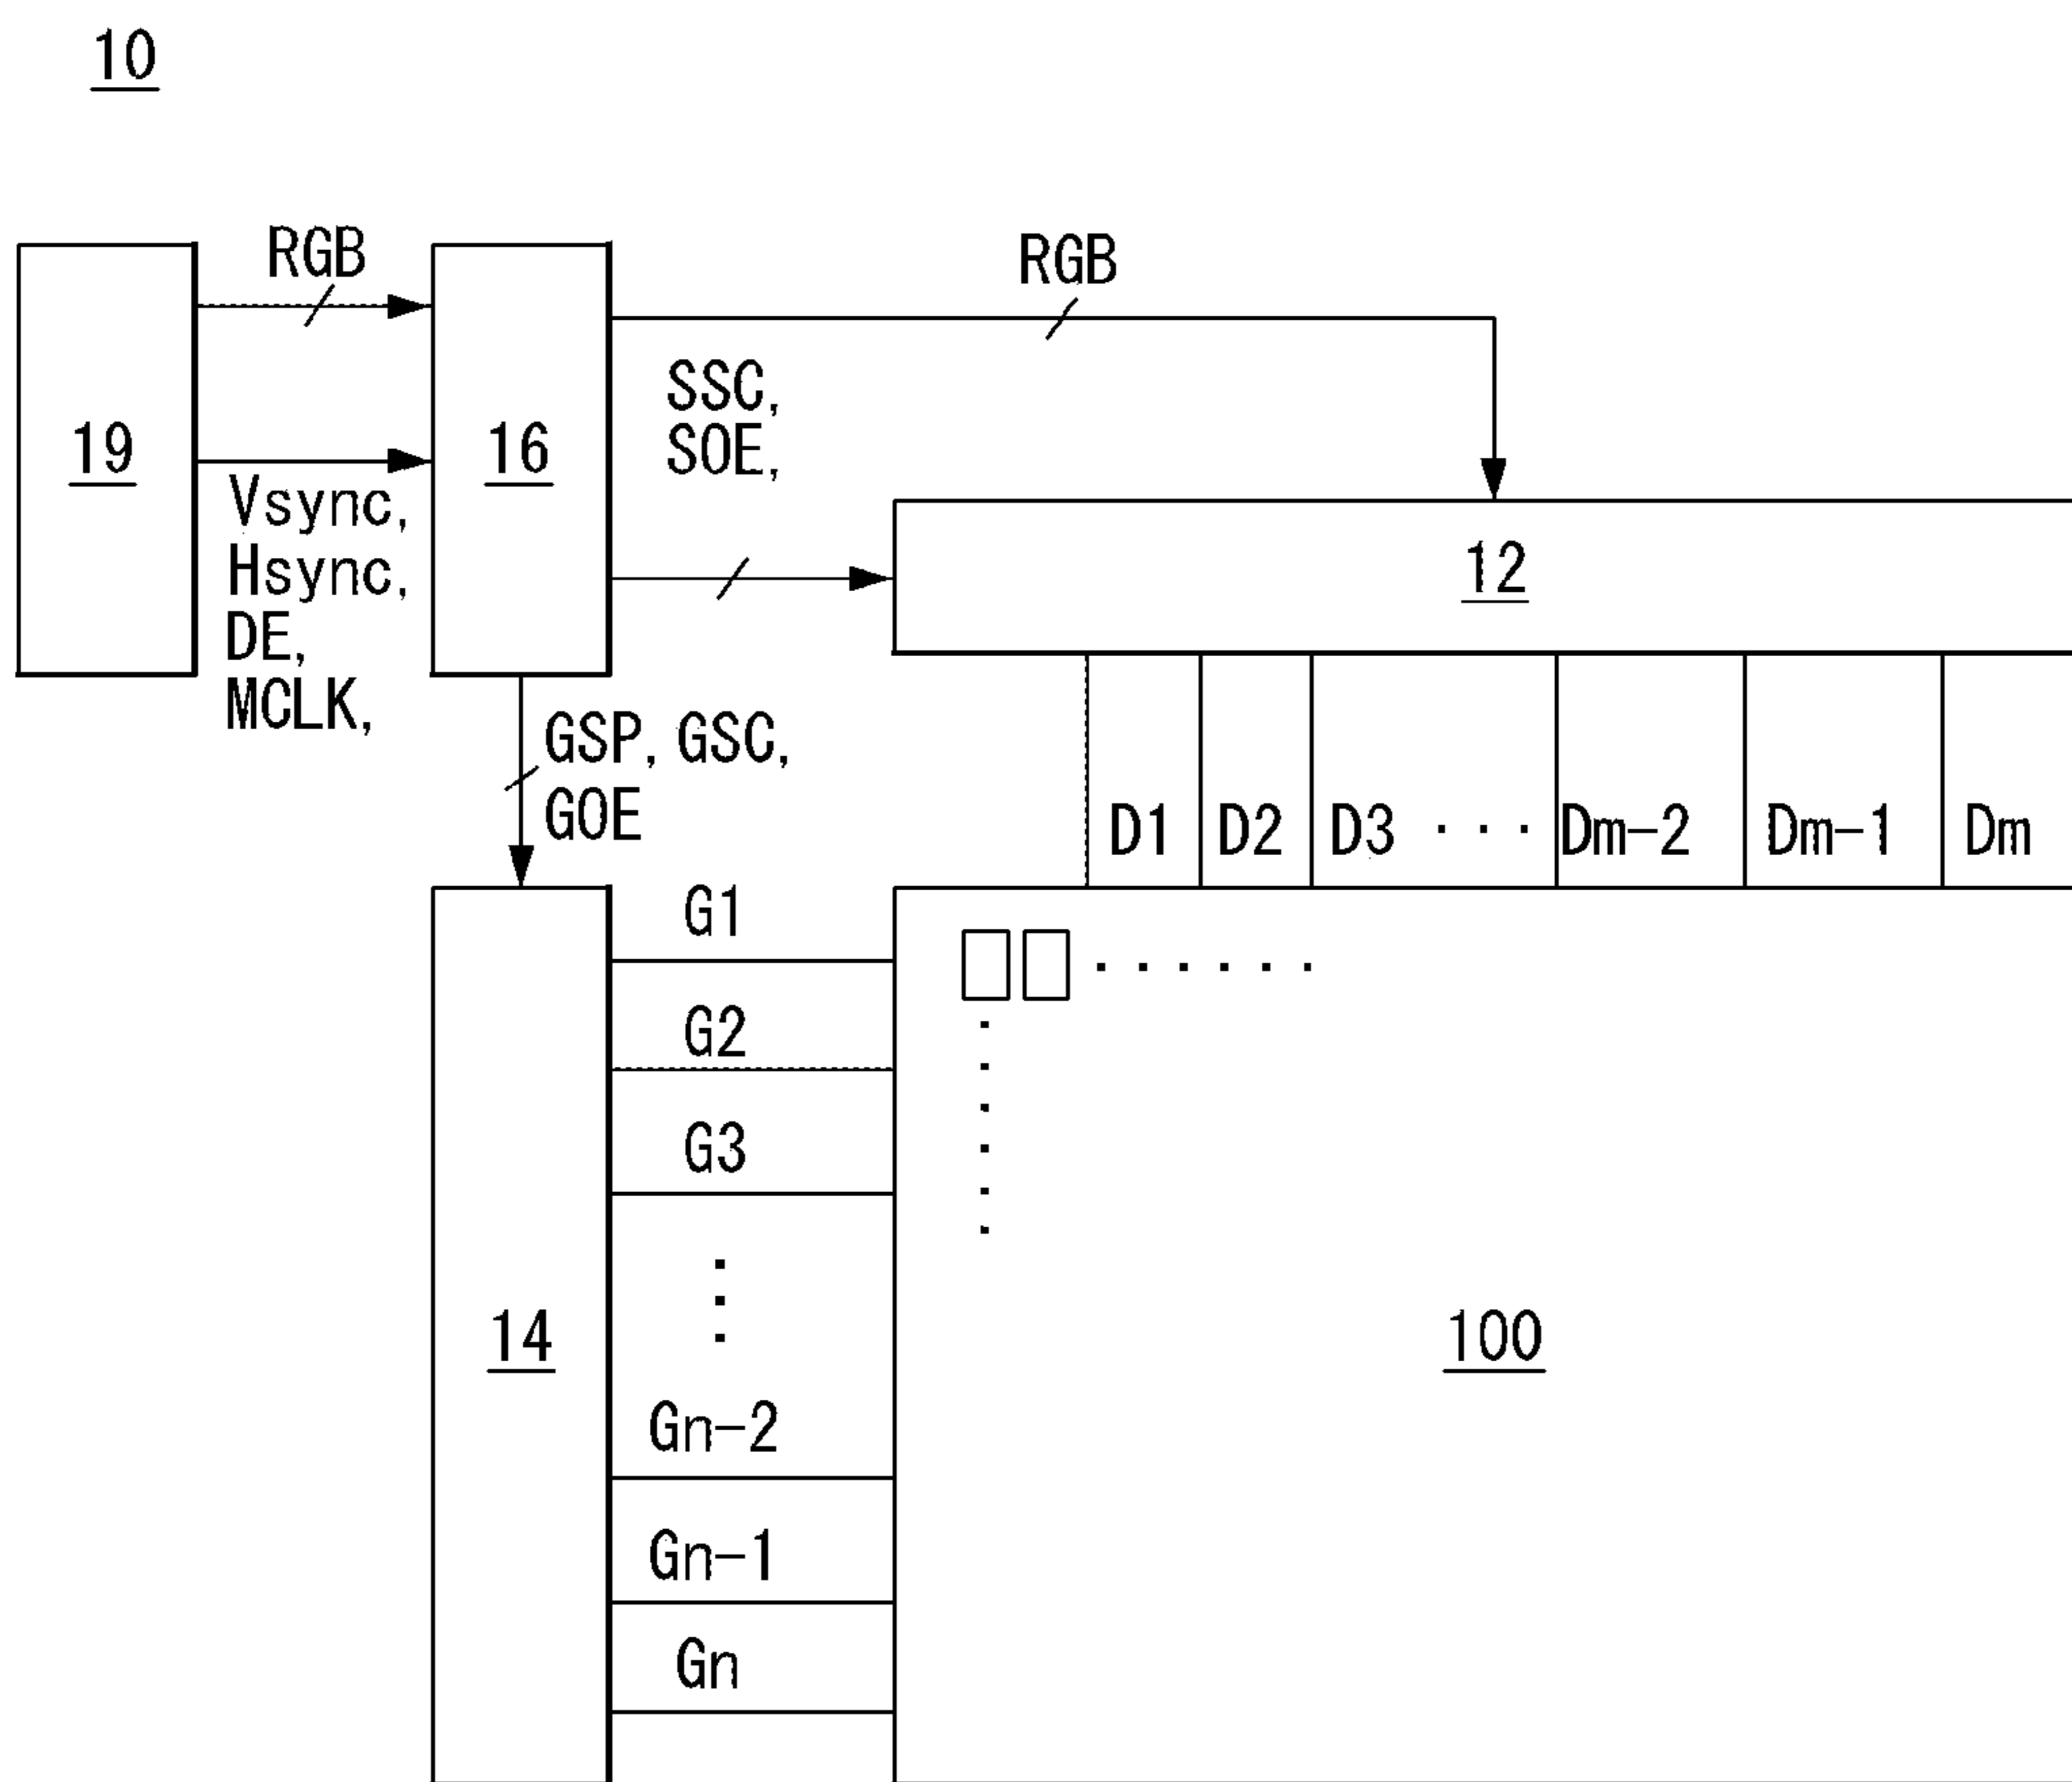 10
RGB
RGB
SSC,
SOE,
19
16
Vsync,
Hsync,
DE,
MCLK,
12
GSP, GSC,
GOE
D1 D2 D3 ··· Dm-2 Dm-1 Dm
G1
G2
G3
Gn-2
Gn-1
Gn
14
100